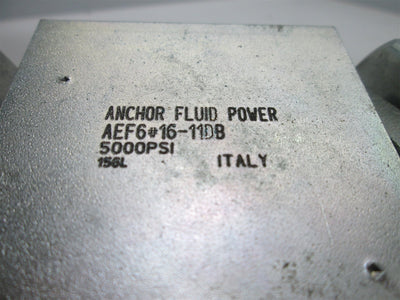 ANCHOR FLUID POWER
AEF6#16-11DB
5000PSI
156L ITALY